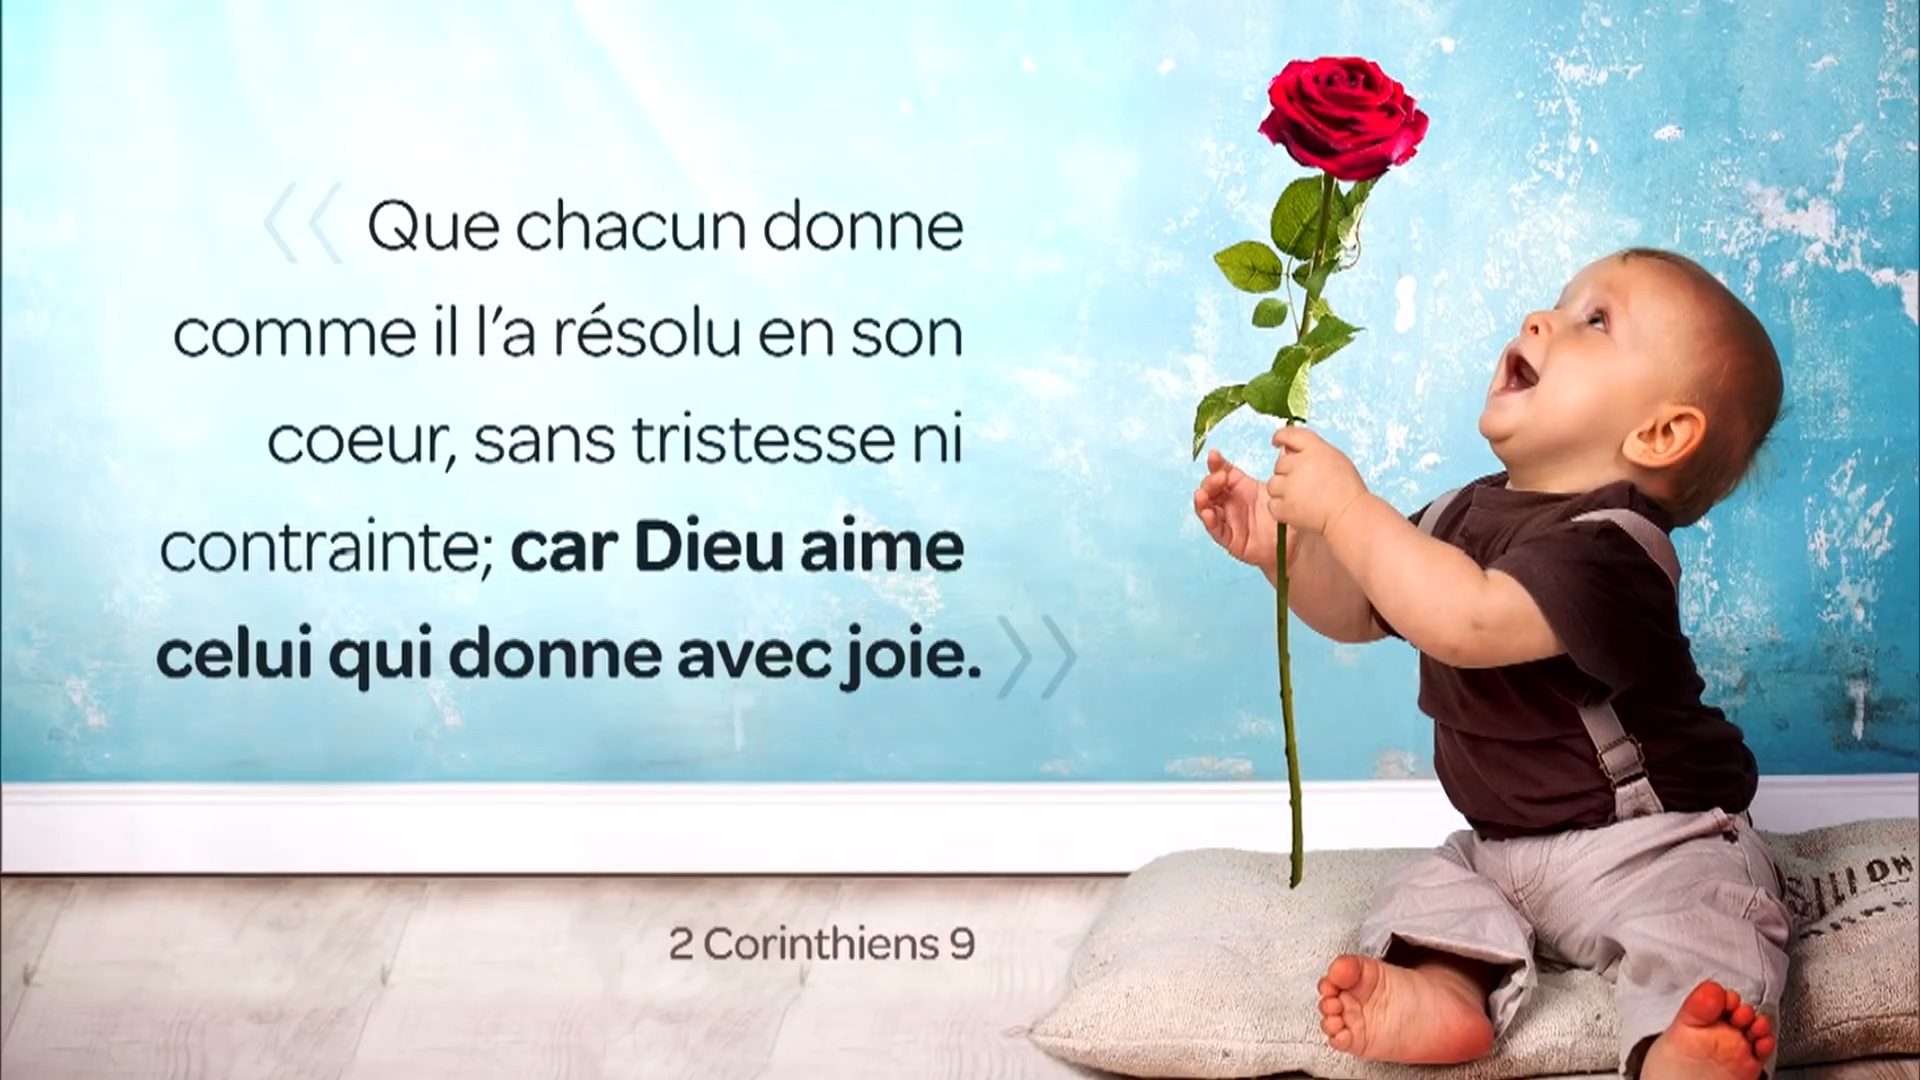 « Que chacun donne
comme il l’a résolu en son
coeur, sans tristesse ni
contrainte; car Dieu aime
celui qui donne avec joie. »
2 Corinthiens 9